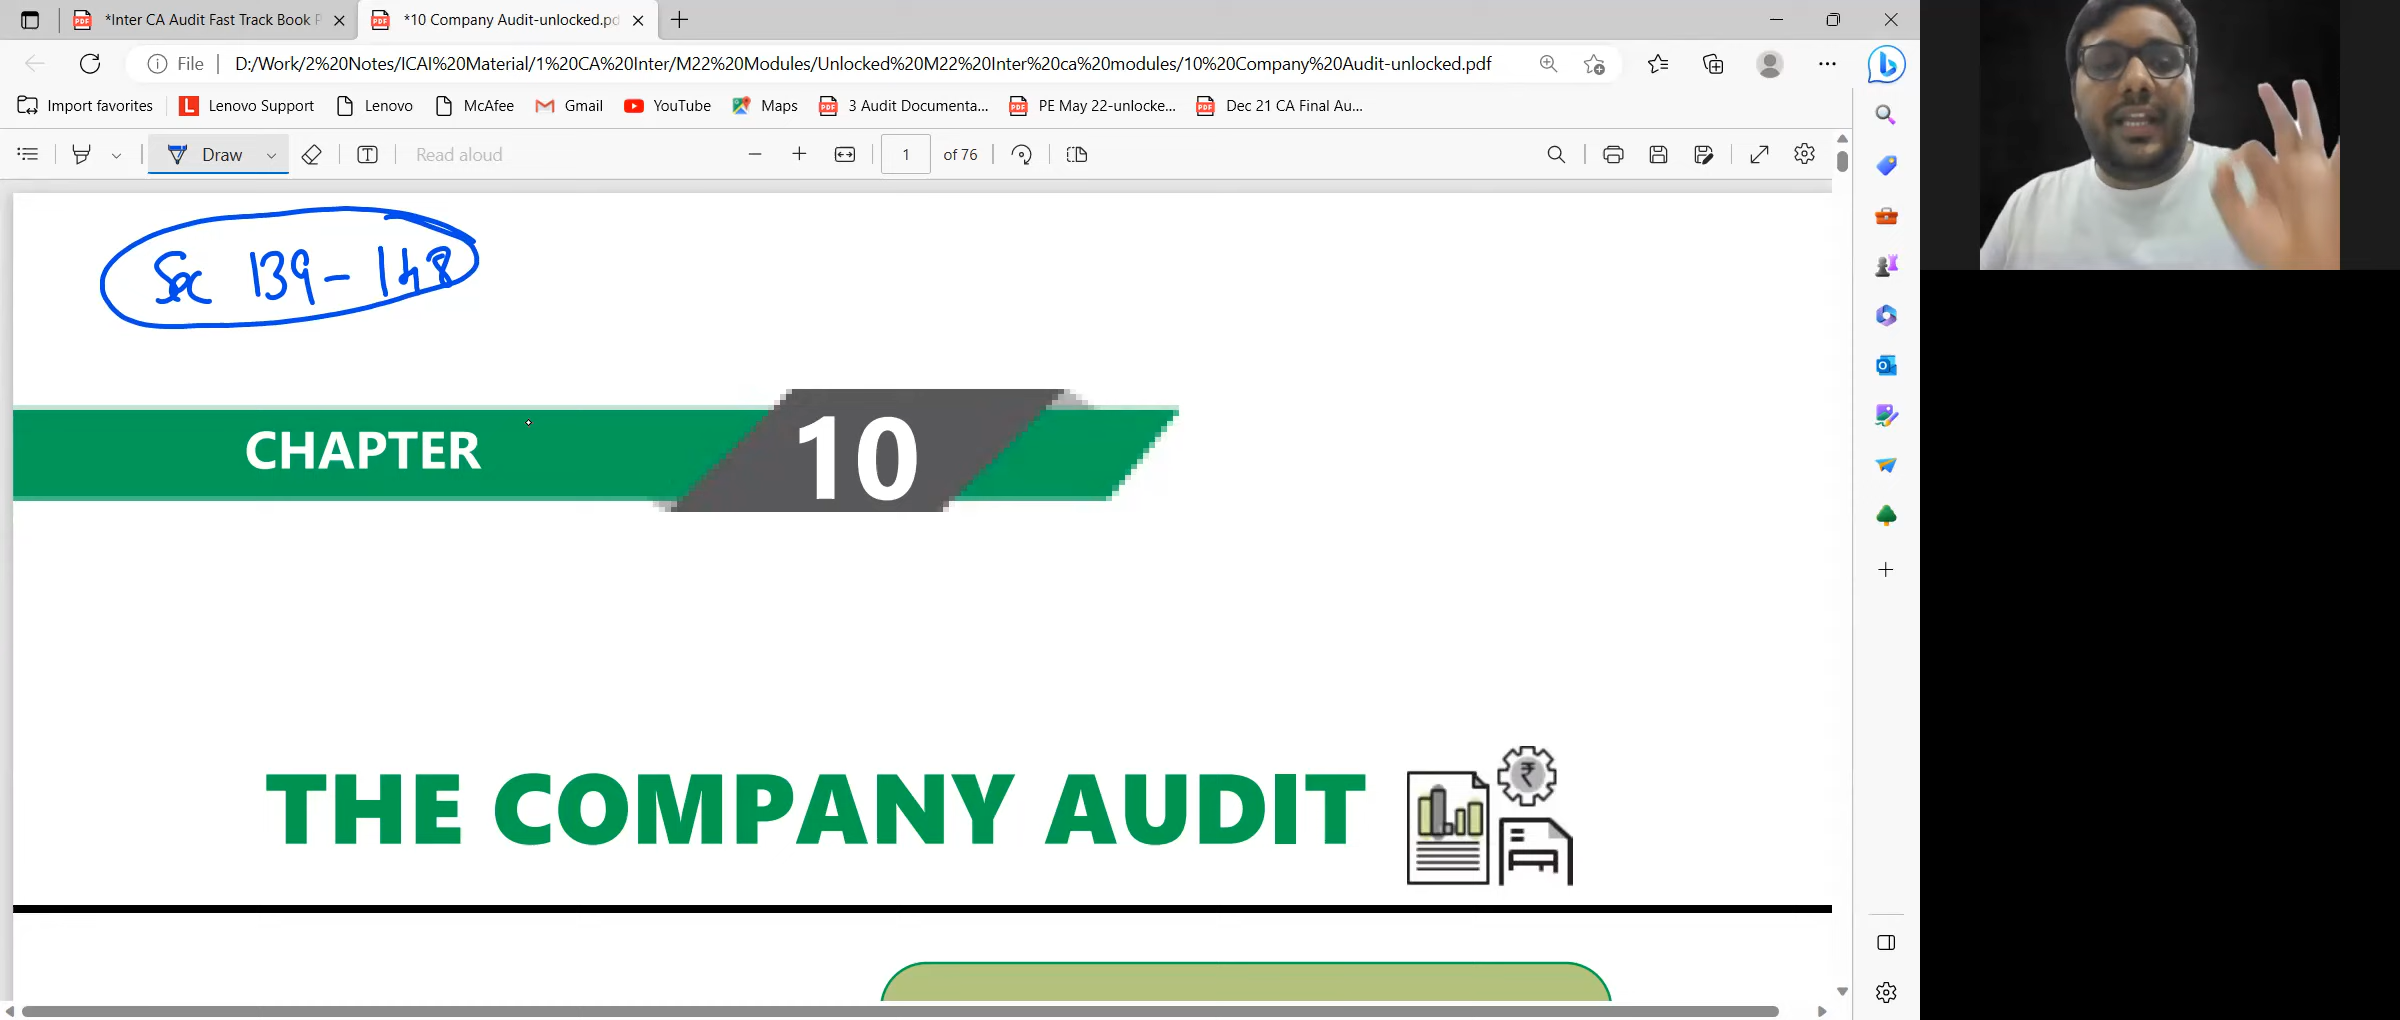 *Inter CA Audit Fast Track Book P
*10 Company Audit-unlocked.pd
File
D:/Work/2%20Notes/ICAI%20Material/1%20CA%20Inter/M22%20Modules/Unlocked%20M22%20Inter%20ca%20modules/10%20Company%20Audit-unlocked.pdf
Import favorites L Lenovo Support Lenovo McAfee Gmail YouTube Maps PDF 3 Audit Documenta... PDF PE May 22-unlocke... PDF Dec 21 CA Final Au...
Draw Read aloud 1 of 76
Sec 139 - 148
CHAPTER 10
THE COMPANY AUDIT